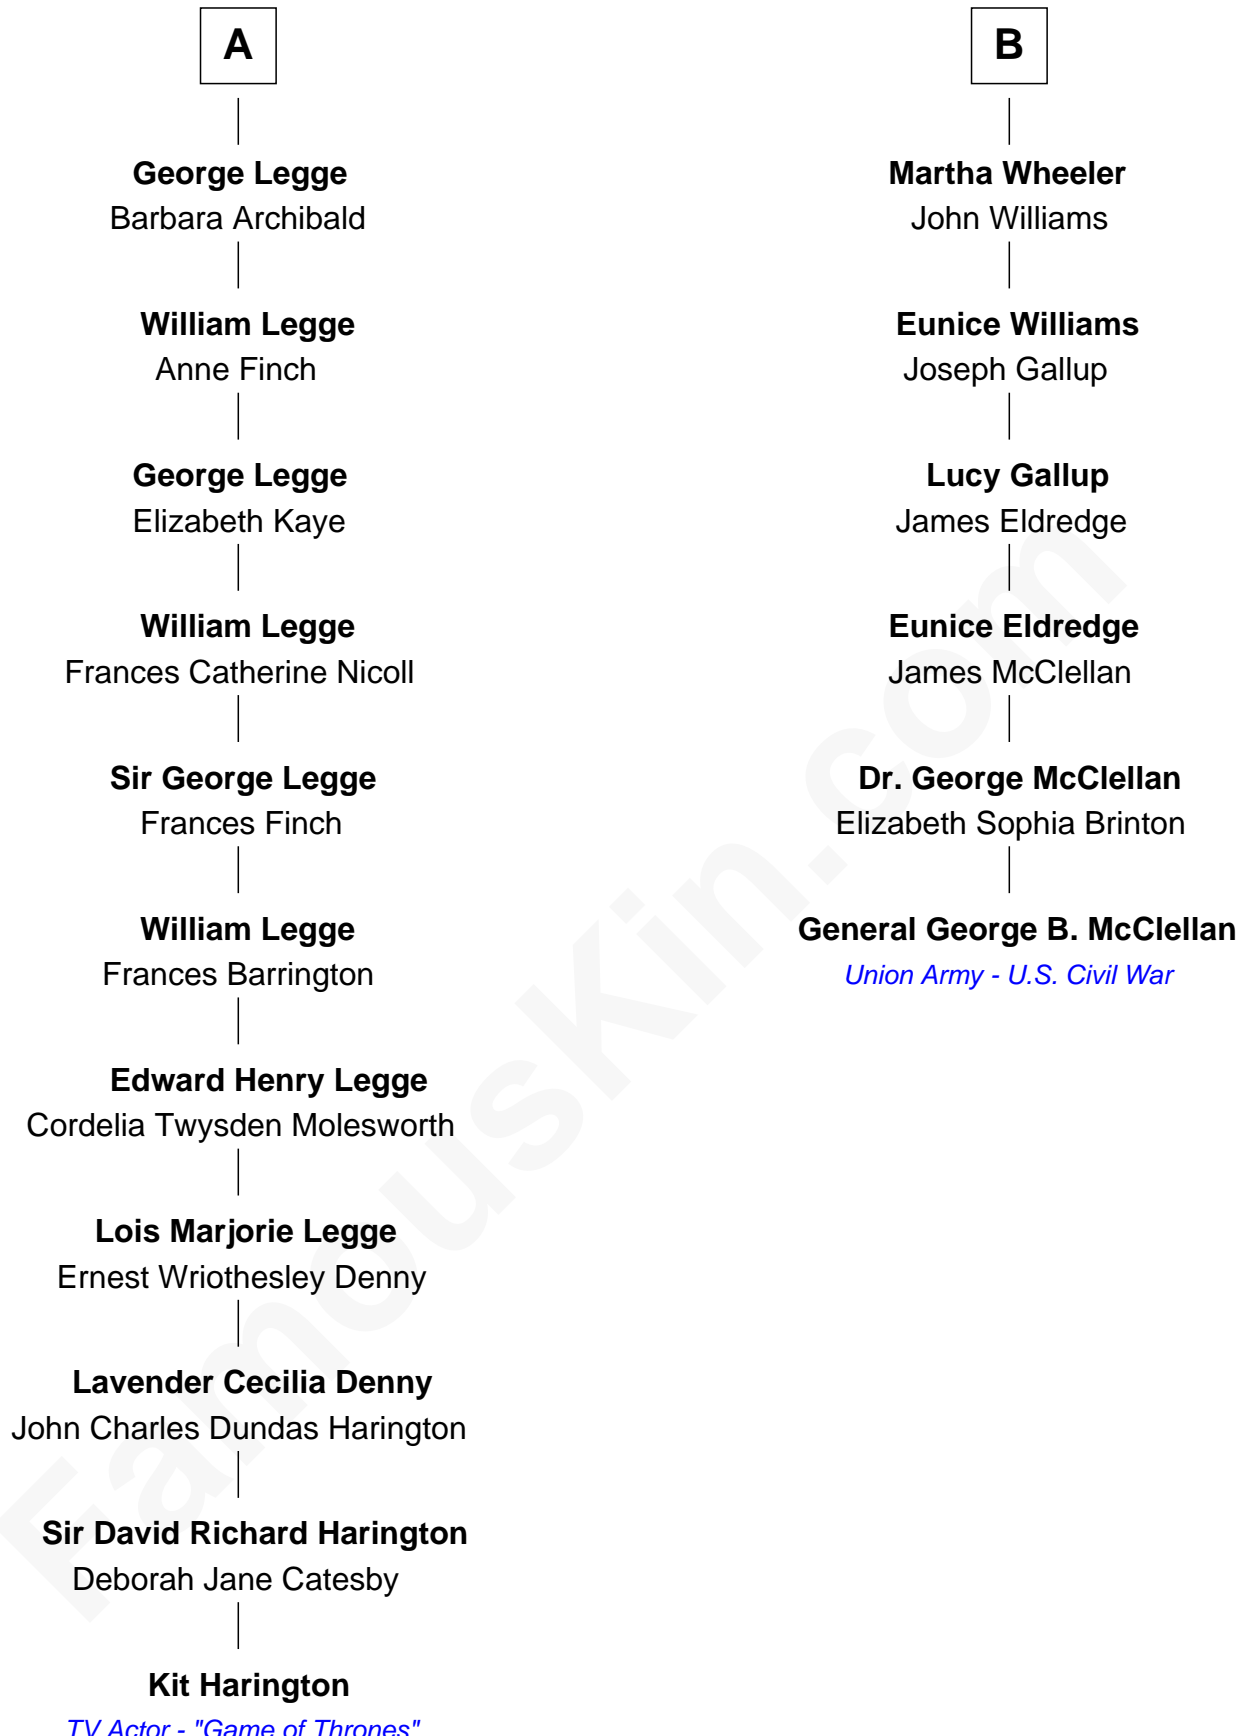 A
George Legge
Barbara Archibald
William Legge
Anne Finch
George Legge
Elizabeth Kaye
William Legge
Frances Catherine Nicoll
Sir George Legge
Frances Finch
William Legge
Frances Barrington
Edward Henry Legge
Cordelia Twysden Molesworth
Lois Marjorie Legge
Ernest Wriothesley Denny
Lavender Cecilia Denny
John Charles Dundas Harington
Sir David Richard Harington
Deborah Jane Catesby
Kit Harington
TV Actor - "Game of Thrones"
B
Martha Wheeler
John Williams
Eunice Williams
Joseph Gallup
Lucy Gallup
James Eldredge
Eunice Eldredge
James McClellan
Dr. George McClellan
Elizabeth Sophia Brinton
General George B. McClellan
Union Army - U.S. Civil War
FamousKin.com